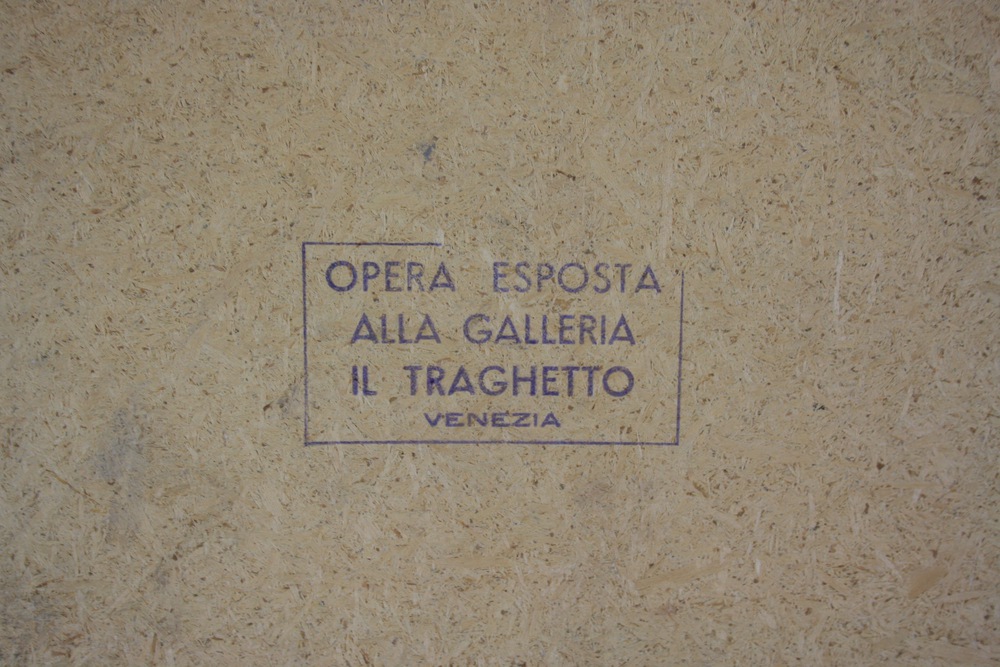 OPERA ESPOSTA
ALLA GALLERIA
IL TRAGHETTO
VENEZIA